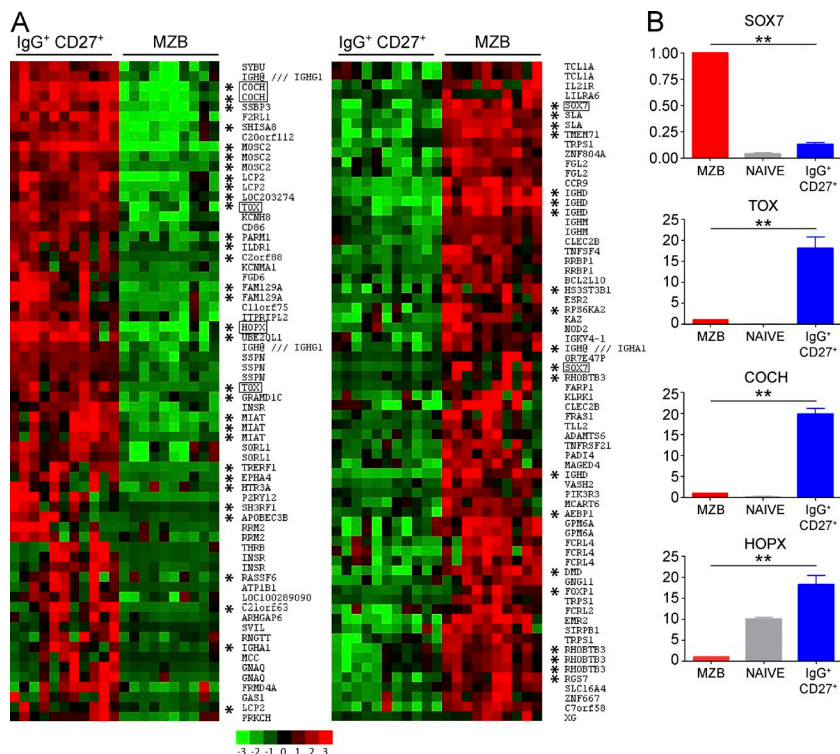 A
IgG⁺ CD27⁺ MZB
SYBU
IGH@ /// IGHG1
* COCH
* COCH
* SSBP3
F2RL1
* SHISA8
C20orf112
* MOSC2
* MOSC2
* MOSC2
* LCP2
* LCP2
* LOC203274
* TOX
KCNH8
CD86
* PARM1
* ILDR1
* C2orf88
KCNMA1
FGD6
* FAM129A
* FAM129A
C11orf75
ITPRIPL2
* HOPX
* UBE2QL1
IGH@ /// IGHG1
SSPN
SSPN
SSPN
* TOX
* GRAMD1C
INSR
* MIAT
* MIAT
* MIAT
SORL1
SORL1
* TRERF1
* EPHA4
* HTR3A
P2RY12
* SH3RF1
* APOBEC3B
RRM2
RRM2
THRB
INSR
INSR
* RASSF6
ATP1B1
LOC100289090
* C21orf63
ARHGAP6
SVIL
RNGTT
* IGHA1
MCC
GNAQ
GNAQ
FRMD4A
GAS1
* LCP2
PRKCH
IgG⁺ CD27⁺ MZB
TCL1A
TCL1A
IL21R
LILRA6
* SOX7
* SLA
* SLA
* TMEM71
TRPS1
ZNF804A
FGL2
FGL2
CCR9
* IGHD
* IGHD
* IGHD
IGHM
IGHM
CLEC2B
TNFSF4
RRBP1
RRBP1
BCL2L10
* HS3ST3B1
ESR2
* RPS6KA2
KAZ
NOD2
IGKV4-1
* IGH@ /// IGHA1
OR7E47P
* SOX7
* RHOBTB3
FARP1
KLRK1
CLEC2B
FRAS1
TLL2
ADAMTS6
TNFRSF21
PADI4
MAGED4
* IGHD
VASH2
PIK3R3
MCART6
* AEBP1
GPM6A
GPM6A
FCRL4
FCRL4
FCRL4
* DMD
GNG11
* FOXP1
TRPS1
FCRL2
EMR2
SIRPB1
TRPS1
* RHOBTB3
* RHOBTB3
* RHOBTB3
* RGS7
SLC16A4
ZNF667
C7orf58
XG
-3 -2 -1 0 1 2 3
B
SOX7
**
1.00
0.75
0.50
0.25
0.00
MZB NAIVE IgG⁺
CD27⁺
TOX
**
25
20
15
10
5
0
MZB NAIVE IgG⁺
CD27⁺
COCH
**
25
20
15
10
5
0
MZB NAIVE IgG⁺
CD27⁺
HOPX
**
25
20
15
10
5
0
MZB NAIVE IgG⁺
CD27⁺